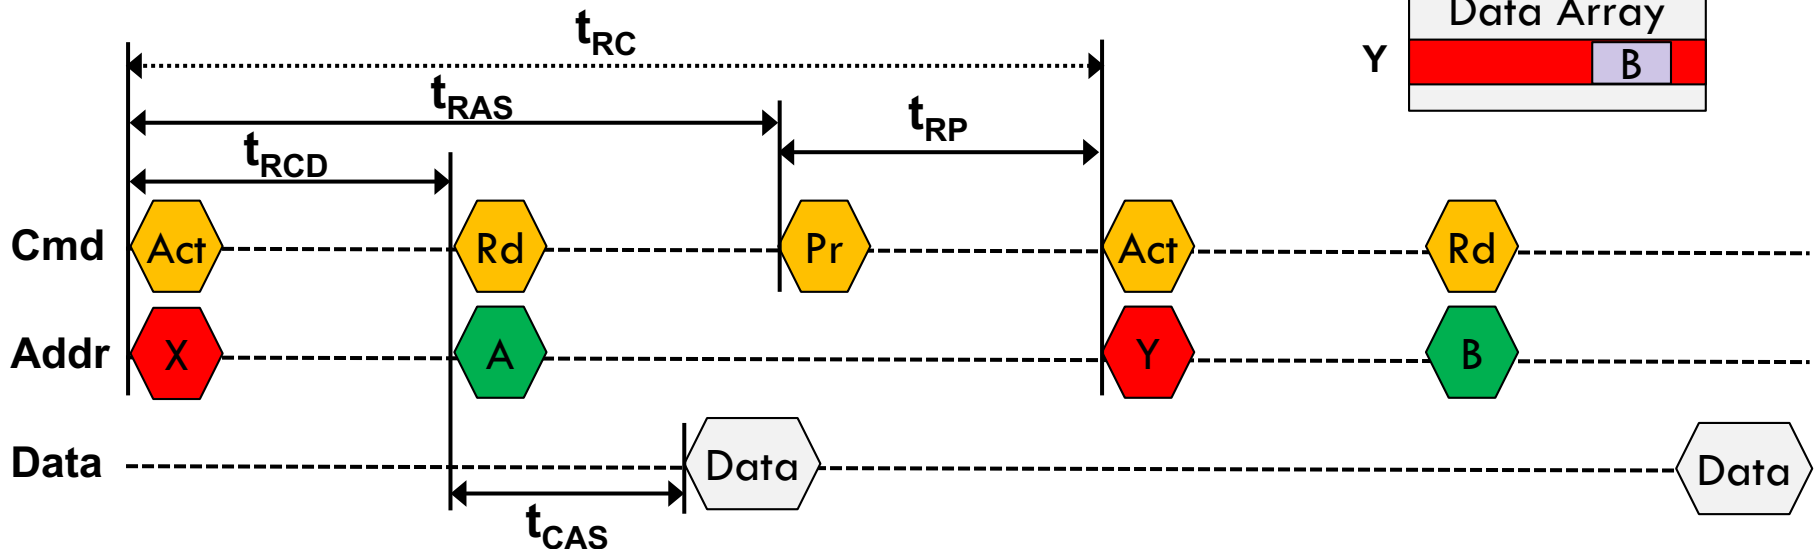 Data Array
Y B
tRC
tRAS
tRP
tRCD
Cmd Act Rd Pr Act Rd
Addr X A Y B
Data Data Data
tCAS